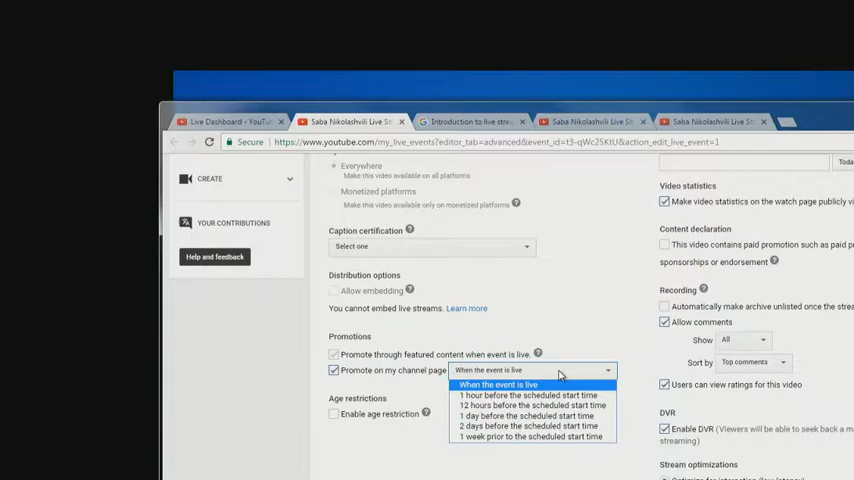 Live Dashboard - YouTu
Saba Nikolashvili Live St
Introduction to live strea
Saba Nikolashvili Live St
Saba Nikolashvili Live St
Secure
https://www.youtube.com/my_live_events?editor_tab=advanced&event_id=t3-qWc25KtU&action_edit_live_event=1
CREATE
YOUR CONTRIBUTIONS
Help and feedback
Everywhere
Make this video available on all platforms
Monetized platforms
Make this video available only on monetized platforms
Caption certification
Select one
Distribution options
Allow embedding
You cannot embed live streams. Learn more
Promotions
Promote through featured content when event is live.
Promote on my channel page
When the event is live
When the event is live
1 hour before the scheduled start time
12 hours before the scheduled start time
1 day before the scheduled start time
2 days before the scheduled start time
1 week prior to the scheduled start time
Age restrictions
Enable age restriction
Toda
Video statistics
Make video statistics on the watch page publicly vi
Content declaration
This video contains paid promotion such as paid p
sponsorships or endorsement
Recording
Automatically make archive unlisted once the strea
Allow comments
Show
All
Sort by
Top comments
Users can view ratings for this video
DVR
Enable DVR (Viewers will be able to seek back a m
streaming)
Stream optimizations